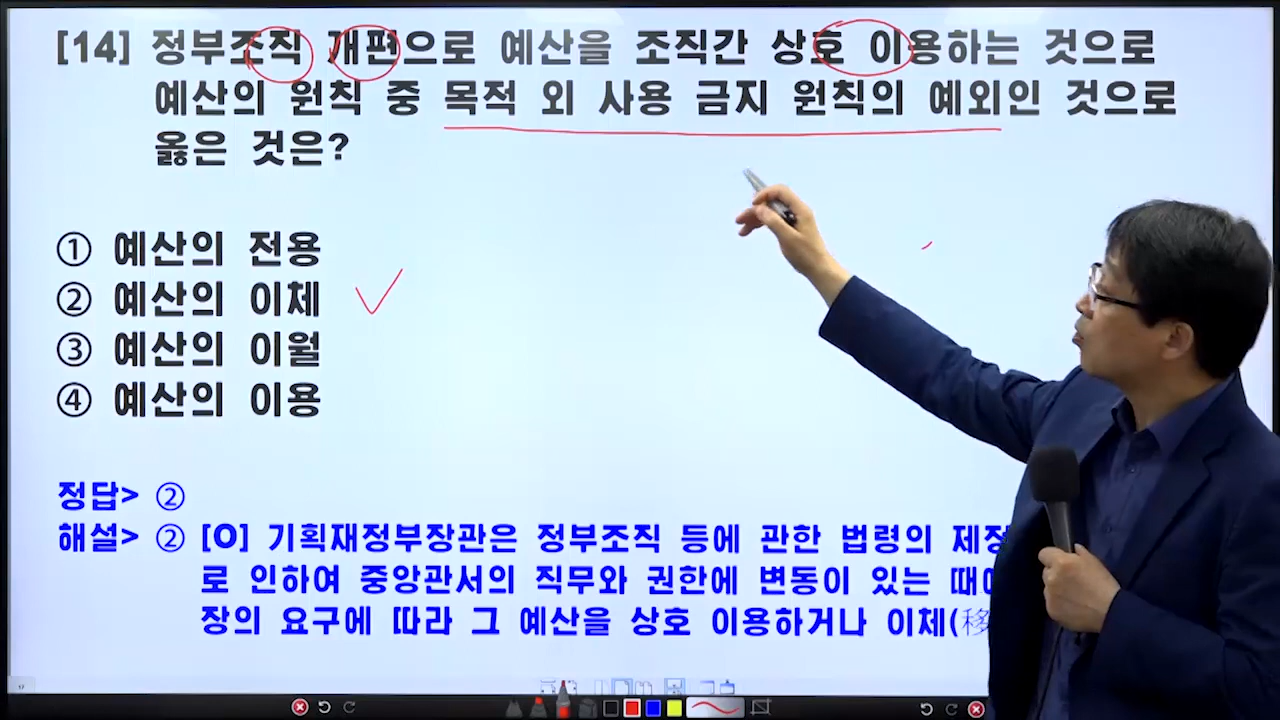 [14] 정부조직 개편으로 예산을 조직간 상호 이용하는 것으로
예산의 원칙 중 목적 외 사용 금지 원칙의 예외인 것으로
옳은 것은?
① 예산의 전용
② 예산의 이체
③ 예산의 이월
④ 예산의 이용
정답> ②
해설> ② [O] 기획재정부장관은 정부조직 등에 관한 법령의 제정
로 인하여 중앙관서의 직무와 권한에 변동이 있는 때에
장의 요구에 따라 그 예산을 상호 이용하거나 이체(移
17